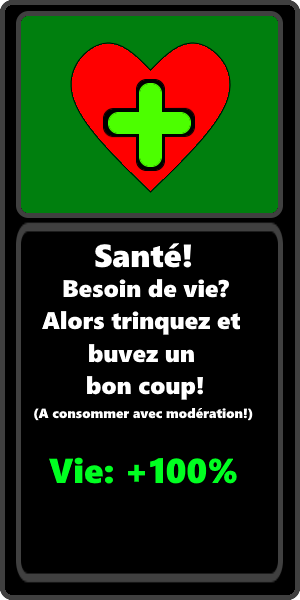 Santé!
Besoin de vie?
Alors trinquez et
buvez un
bon coup!
(A consommer avec modération!)
Vie: +100%